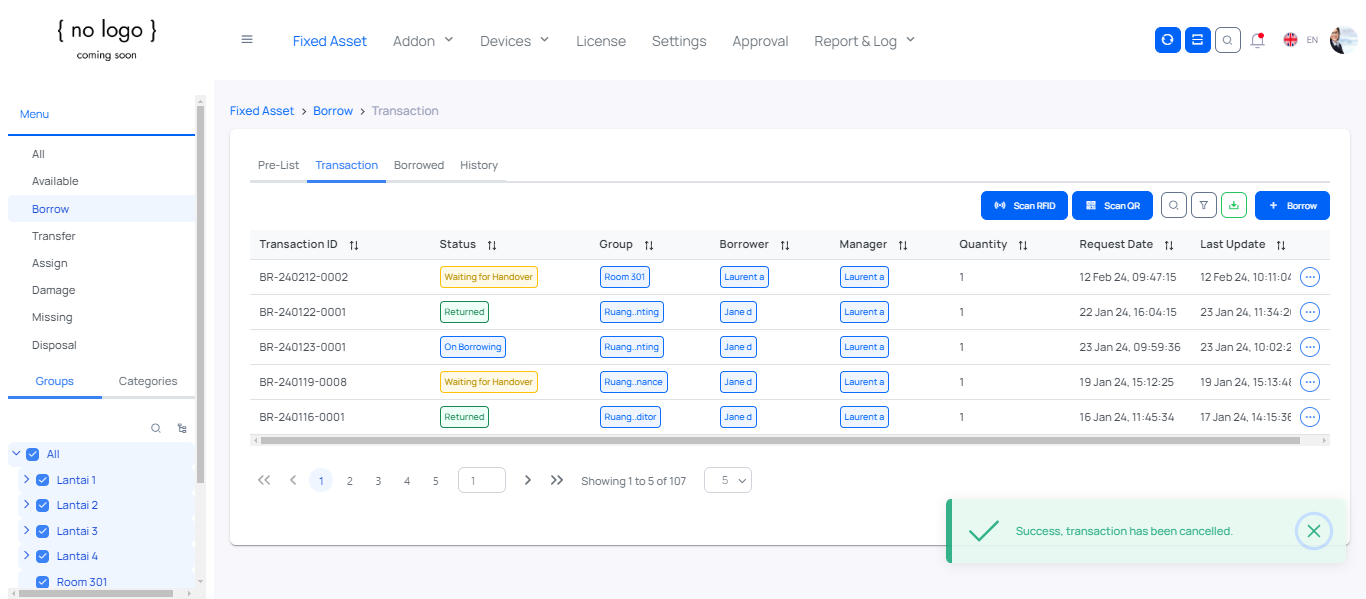 { no logo }
coming soon
Fixed Asset Addon Devices License Settings Approval Report & Log EN
Menu
All
Available
Borrow
Transfer
Assign
Damage
Missing
Disposal
Groups Categories
All
Lantai 1
Lantai 2
Lantai 3
Lantai 4
Room 301
Fixed Asset > Borrow > Transaction
Pre-List Transaction Borrowed History
Scan RFID Scan QR + Borrow
Transaction ID Status Group Borrower Manager Quantity Request Date Last Update
BR-240212-0002 Waiting for Handover Room 301 Laurent a Laurent a 1 12 Feb 24, 09:47:15 12 Feb 24, 10:11:04
BR-240122-0001 Returned Ruang..nting Jane d Laurent a 1 22 Jan 24, 16:04:15 23 Jan 24, 11:34:2
BR-240123-0001 On Borrowing Ruang..nting Jane d Laurent a 1 23 Jan 24, 09:59:36 23 Jan 24, 10:02:2
BR-240119-0008 Waiting for Handover Ruang..nance Jane d Laurent a 1 19 Jan 24, 15:12:25 19 Jan 24, 15:13:48
BR-240116-0001 Returned Ruang..ditor Jane d Laurent a 1 16 Jan 24, 11:45:34 17 Jan 24, 14:15:36
1 2 3 4 5 1 Showing 1 to 5 of 107 5
Success, transaction has been cancelled.